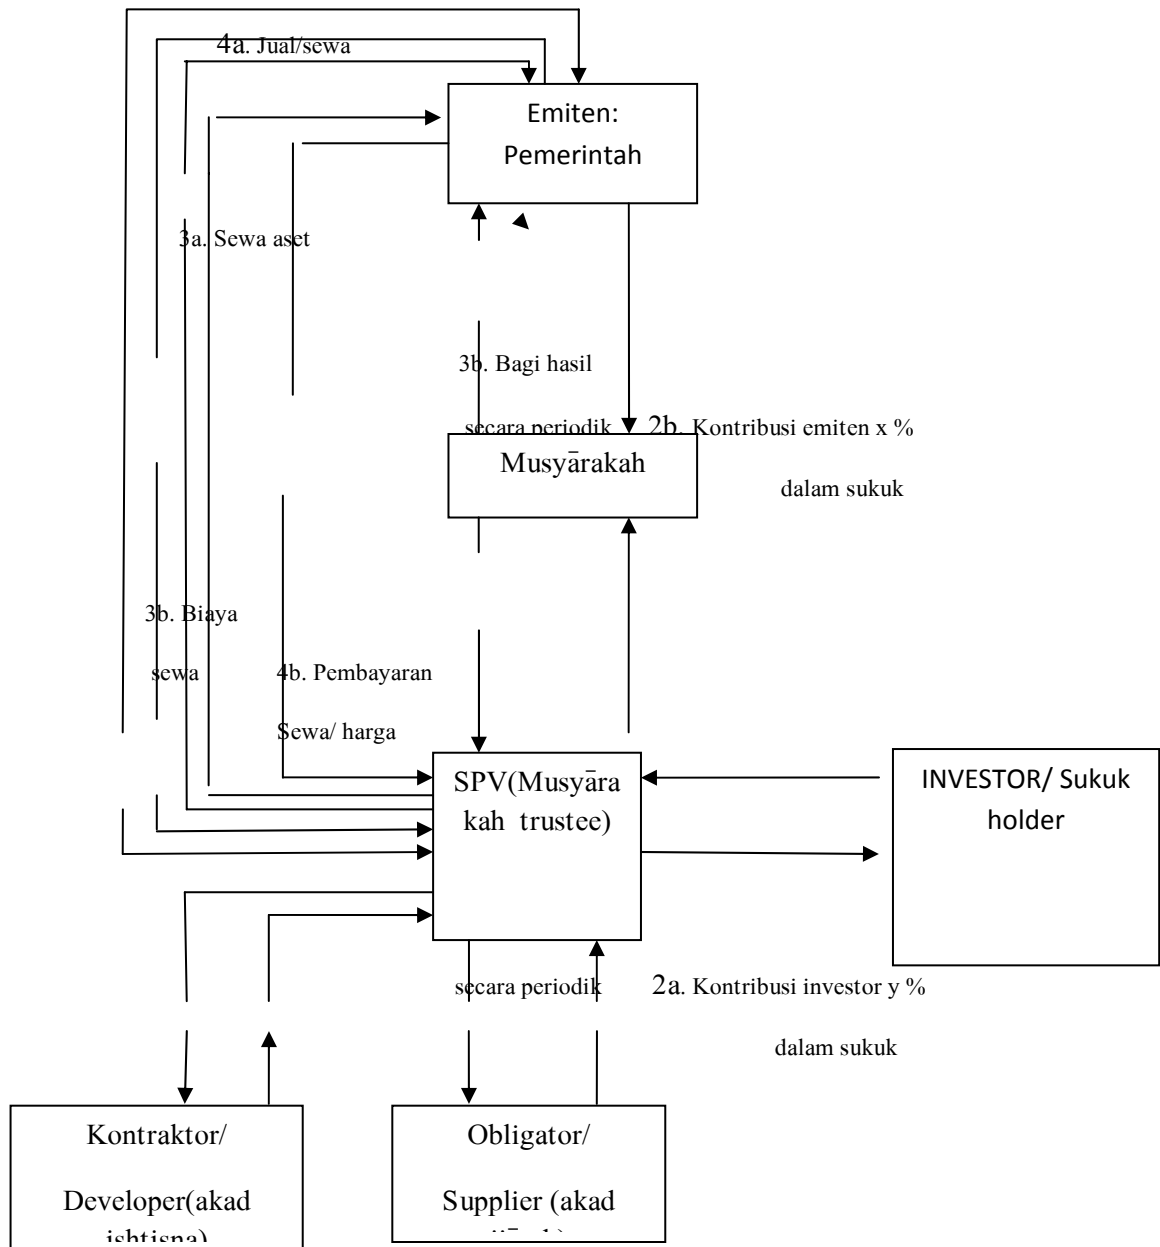 4a. Jual/sewa
Emiten:
Pemerintah
3a. Sewa aset
3b. Bagi hasil
secara periodik
2b. Kontribusi emiten x %
dalam sukuk
Musyārakah
3b. Biaya
sewa
4b. Pembayaran
Sewa/ harga
SPV(Musyāra
kah trustee)
INVESTOR/ Sukuk
holder
secara periodik
2a. Kontribusi investor y %
dalam sukuk
Kontraktor/
Developer(akad
ishtisna)
Obligator/
Supplier (akad